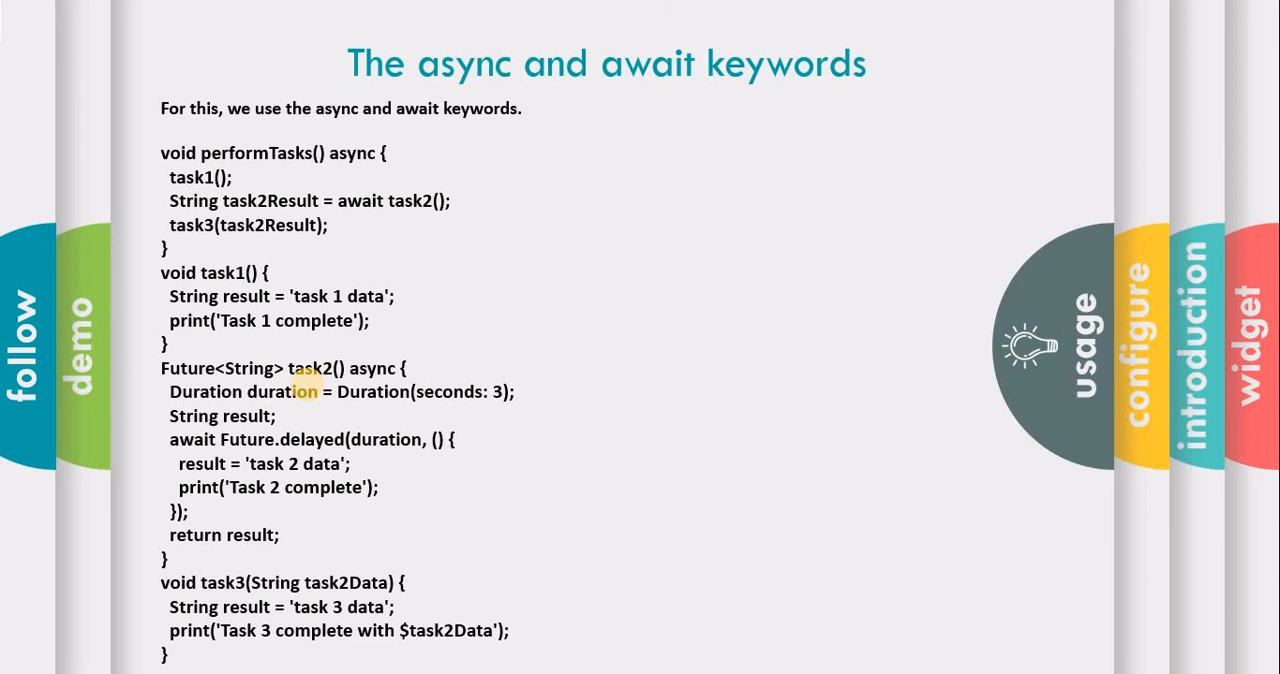 The async and await keywords
For this, we use the async and await keywords.
void performTasks() async {
task1();
String task2Result = await task2();
task3(task2Result);
}
void task1() {
String result = 'task 1 data';
print('Task 1 complete');
}
Future<String> task2() async {
Duration duration = Duration(seconds: 3);
String result;
await Future.delayed(duration, () {
result = 'task 2 data';
print('Task 2 complete');
});
return result;
}
void task3(String task2Data) {
String result = 'task 3 data';
print('Task 3 complete with $task2Data');
}
follow
demo
usage
configure
introduction
widget